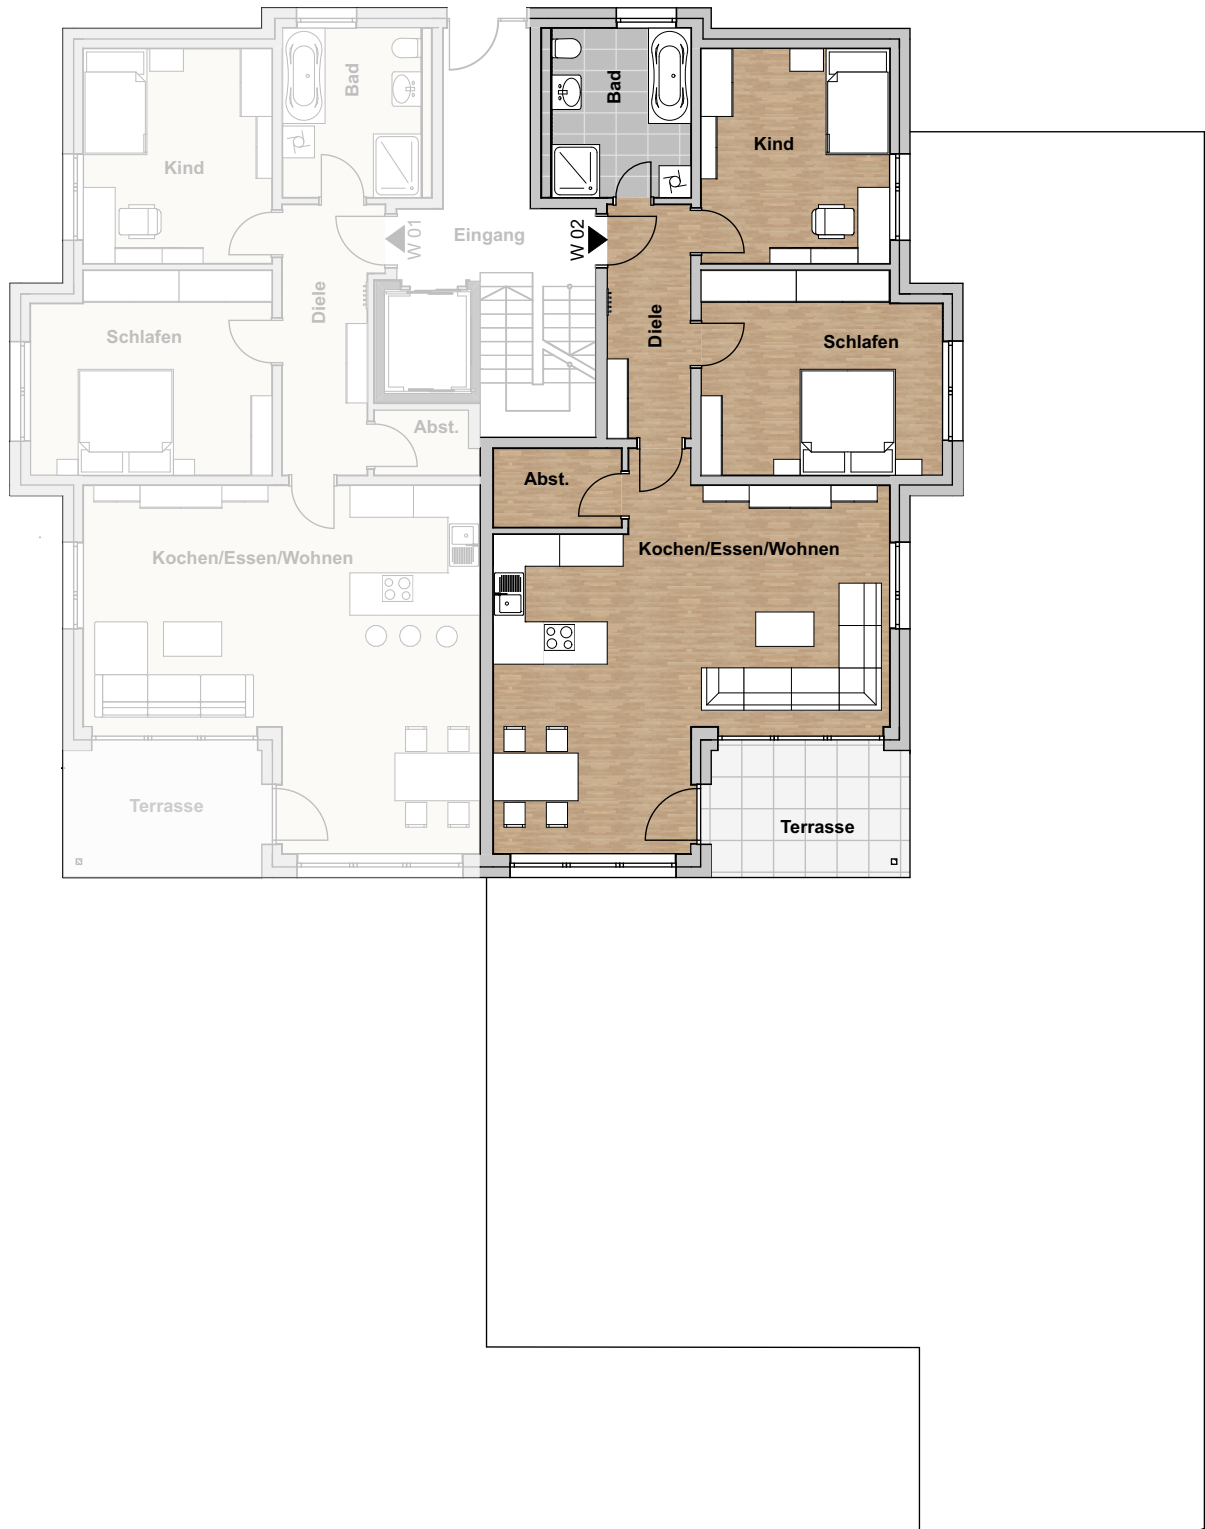 Bad
Bad
Kind
Kind
W 01
Eingang
W 02
Diele
Diele
Schlafen
Schlafen
Abst.
Abst.
Kochen/Essen/Wohnen
Kochen/Essen/Wohnen
Terrasse
Terrasse